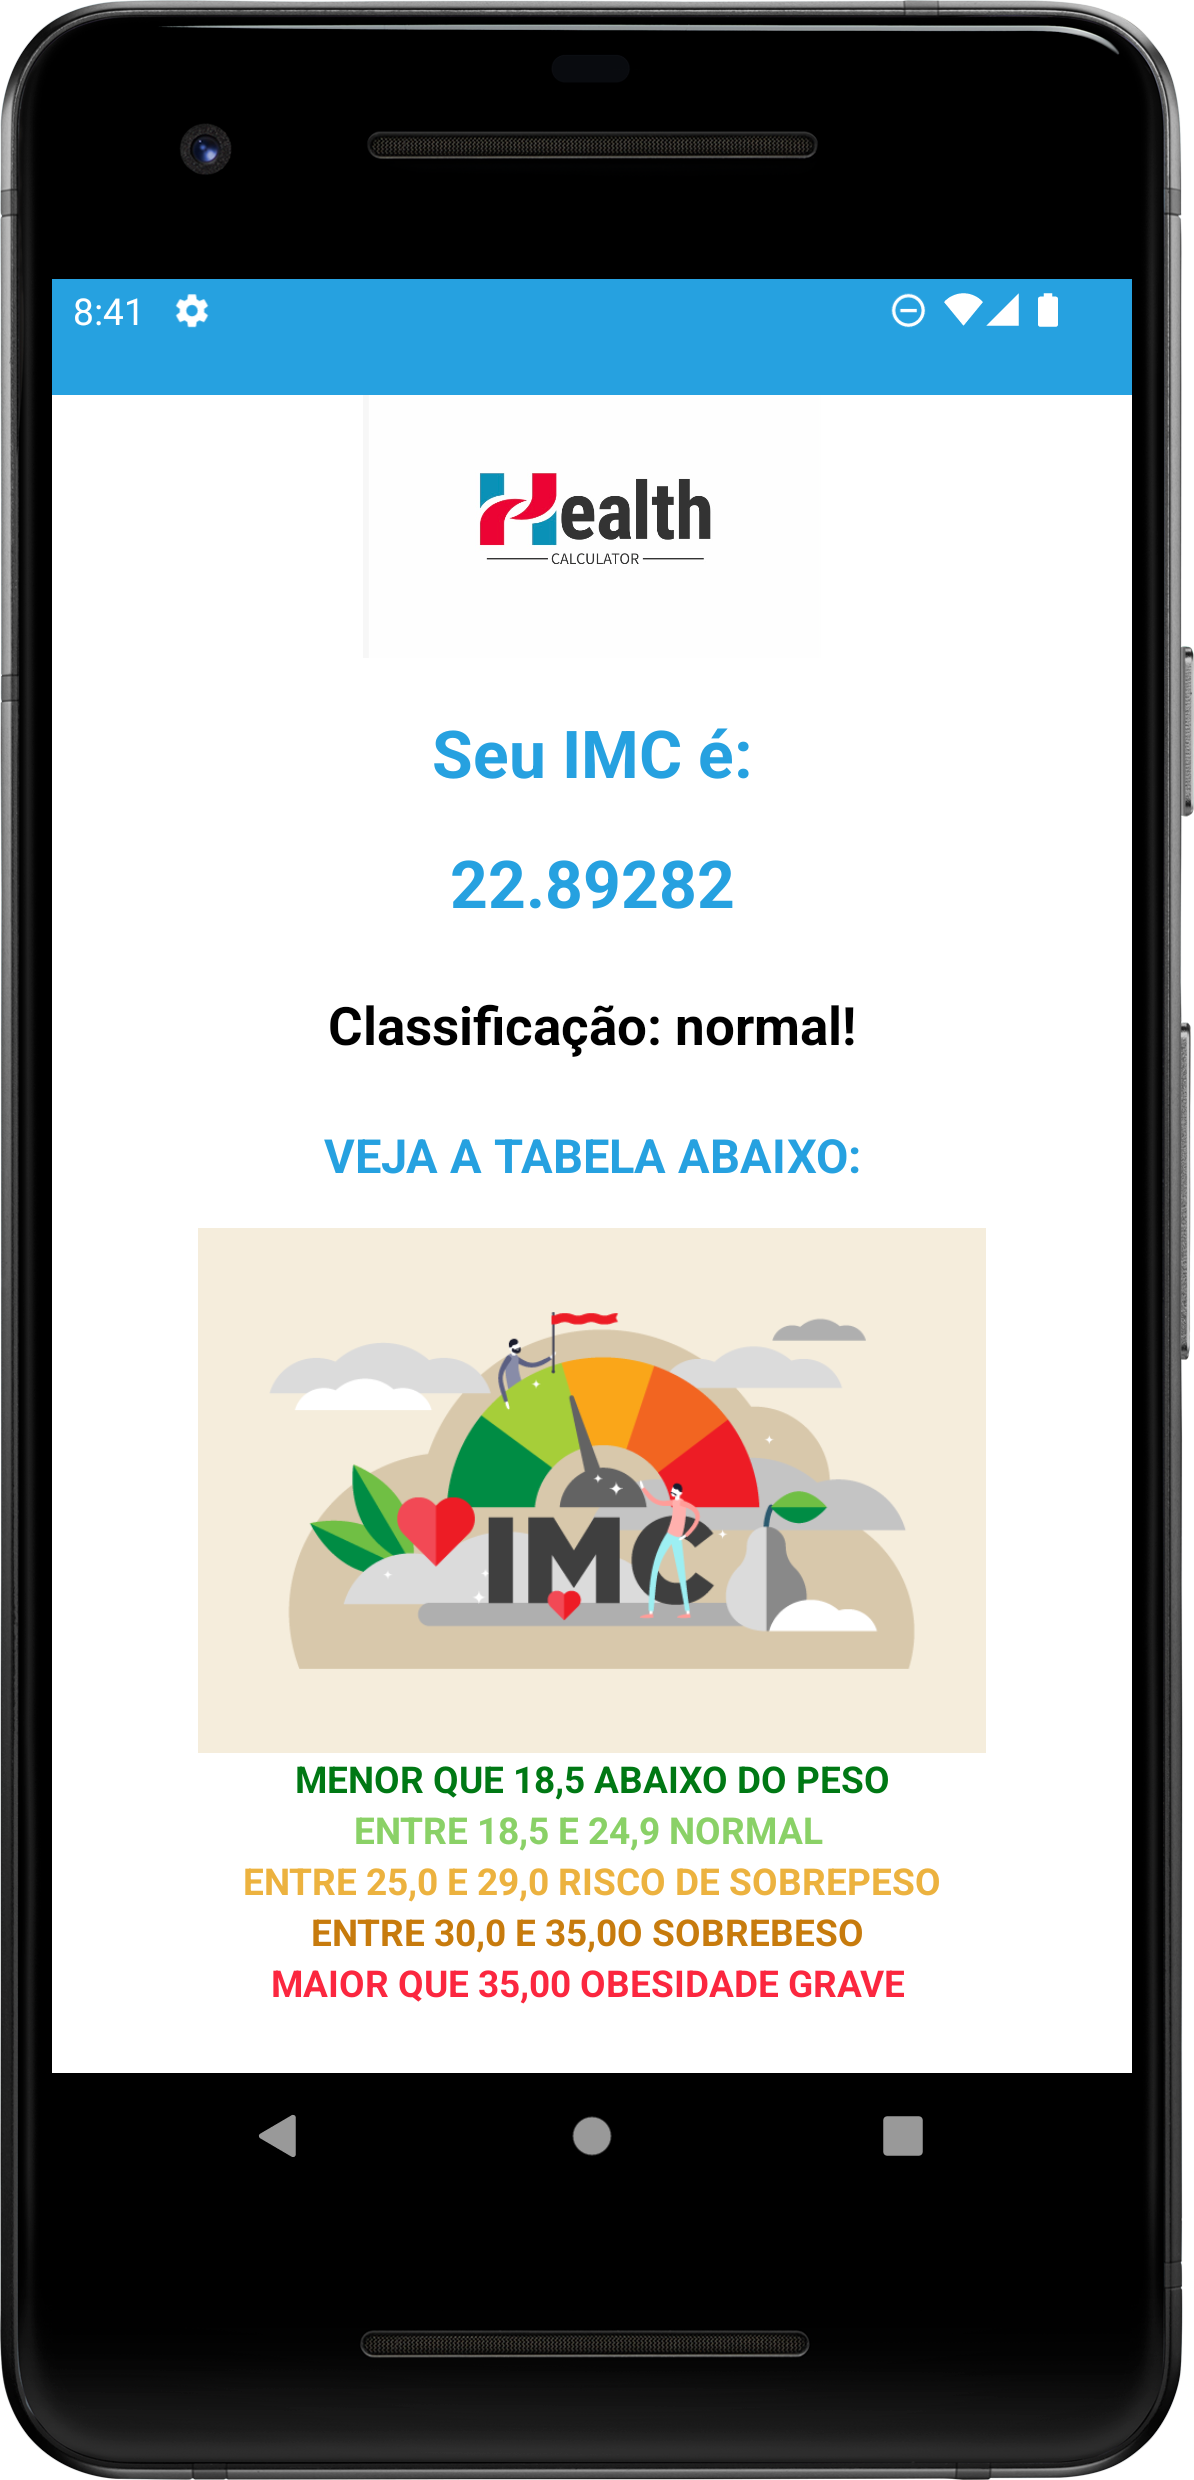 8:41
Health
CALCULATOR
Seu IMC é:
22.89282
Classificação: normal!
VEJA A TABELA ABAIXO:
IMC
MENOR QUE 18,5 ABAIXO DO PESO
ENTRE 18,5 E 24,9 NORMAL
ENTRE 25,0 E 29,0 RISCO DE SOBREPESO
ENTRE 30,0 E 35,0O SOBREBESO
MAIOR QUE 35,00 OBESIDADE GRAVE